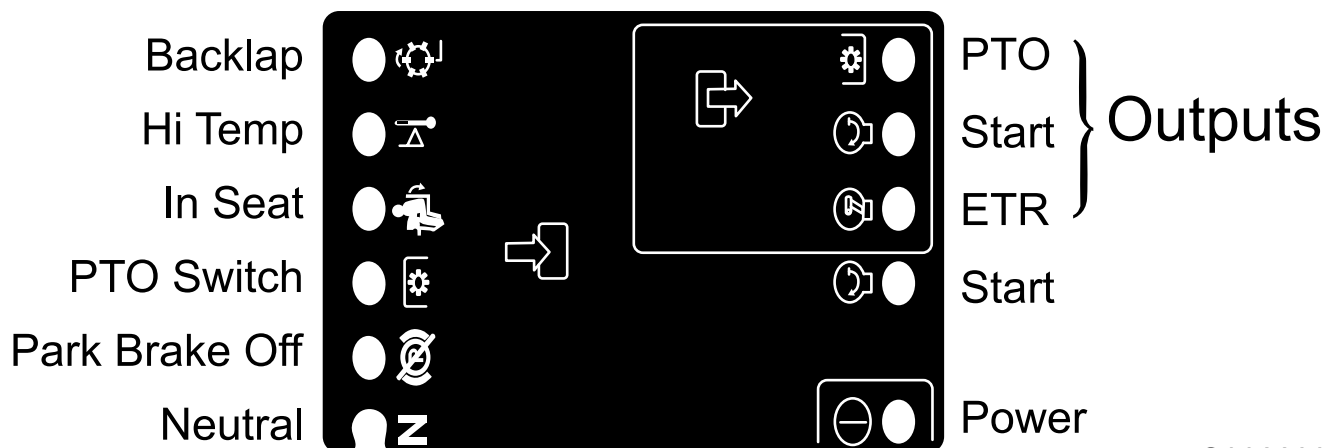 Backlap
Hi Temp
In Seat
PTO Switch
Park Brake Off
Neutral
N
PTO
Start
ETR
Outputs
Start
Power